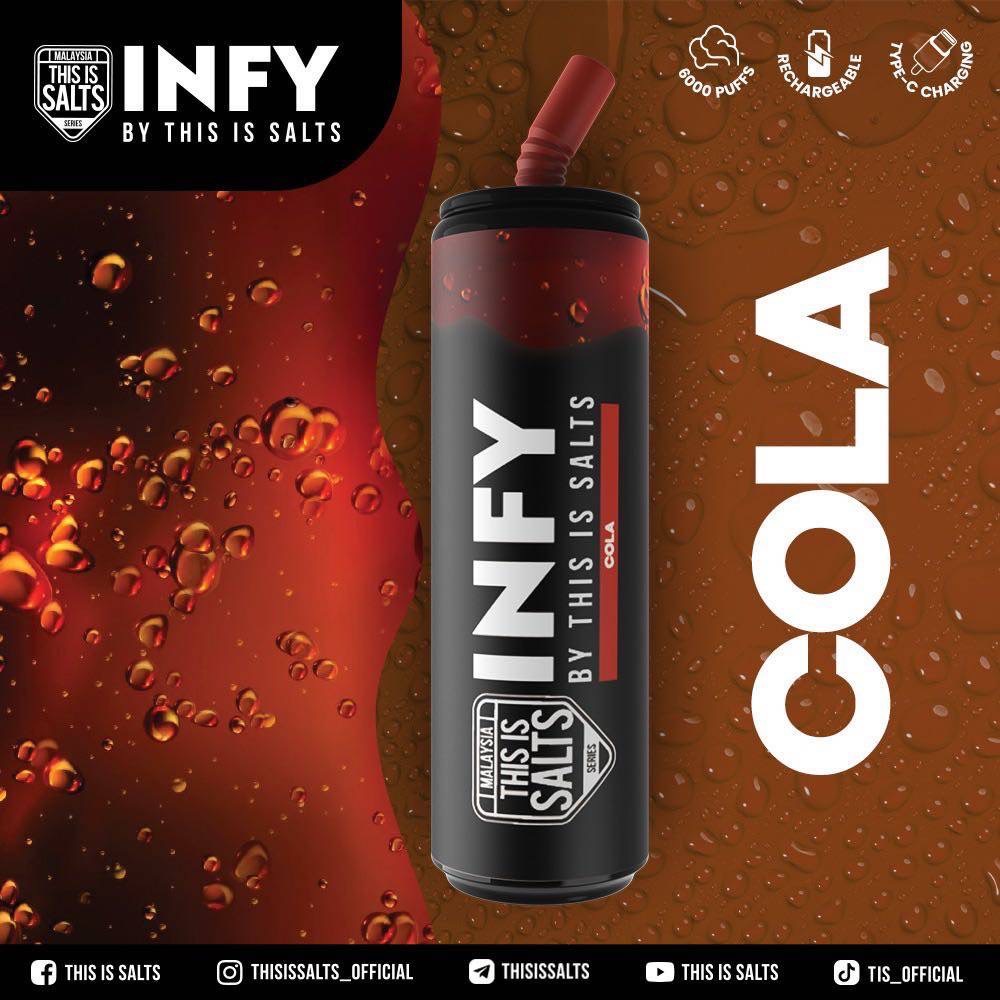 MALAYSIA
THIS IS
SALTS
SERIES
INFY
BY THIS IS SALTS
6000 PUFFS
RECHARGEABLE
TYPE-C CHARGING
INFY
BY THIS IS SALTS
COLA
MALAYSIA
THIS IS
SALTS
SERIES
COLA
THIS IS SALTS
THISISSALTS_OFFICIAL
THISISSALTS
THIS IS SALTS
TIS_OFFICIAL